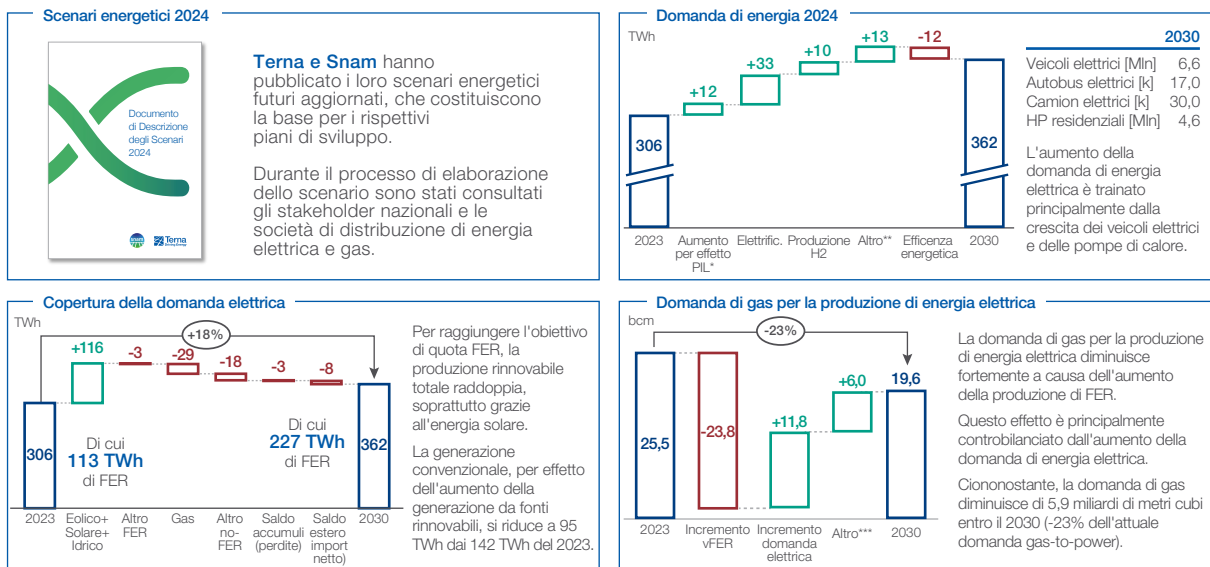 Scenari energetici 2024
Documento
di Descrizione
degli Scenari
2024
snam
Terna
Terna e Snam hanno
pubblicato i loro scenari energetici
futuri aggiornati, che costituiscono
la base per i rispettivi
piani di sviluppo.
Durante il processo di elaborazione
dello scenario sono stati consultati
gli stakeholder nazionali e le
società di distribuzione di energia
elettrica e gas.
Domanda di energia 2024
TWh
306
+12
+33
+10
+13
-12
362
2023
Aumento
per effetto
PIL*
Elettrific.
Produzione
H2
Altro**
Efficenza
energetica
2030
2030
Veicoli elettrici [Mln] 6,6
Autobus elettrici [k] 17,0
Camion elettrici [k] 30,0
HP residenziali [Mln] 4,6
L'aumento della
domanda di energia
elettrica è trainato
principalmente dalla
crescita dei veicoli elettrici
e delle pompe di calore.
Copertura della domanda elettrica
TWh
+18%
306
+116
-3
-29
-18
-3
-8
362
Di cui
113 TWh
di FER
Di cui
227 TWh
di FER
2023
Eolico+
Solare+
Idrico
Altro
FER
Gas
Altro
no-
FER
Saldo
accumuli
(perdite)
Saldo
estero
import
netto)
2030
Per raggiungere l'obiettivo
di quota FER, la
produzione rinnovabile
totale raddoppia,
soprattutto grazie
all'energia solare.
La generazione
convenzionale, per effetto
dell'aumento della
generazione da fonti
rinnovabili, si riduce a 95
TWh dai 142 TWh del 2023.
Domanda di gas per la produzione di energia elettrica
bcm
-23%
25,5
-23,8
+11,8
+6,0
19,6
2023
Incremento
vFER
Incremento
domanda
elettrica
Altro***
2030
La domanda di gas per la produzione
di energia elettrica diminuisce
fortemente a causa dell'aumento
della produzione di FER.
Questo effetto è principalmente
controbilanciato dall'aumento della
domanda di energia elettrica.
Ciononostante, la domanda di gas
diminuisce di 5,9 miliardi di metri cubi
entro il 2030 (-23% dell'attuale
domanda gas-to-power).